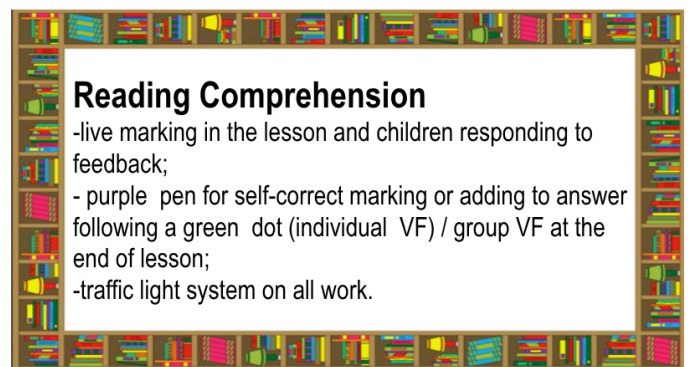 Reading Comprehension
-live marking in the lesson and children responding to
feedback;
- purple pen for self-correct marking or adding to answer
following a green dot (individual VF) / group VF at the
end of lesson;
-traffic light system on all work.